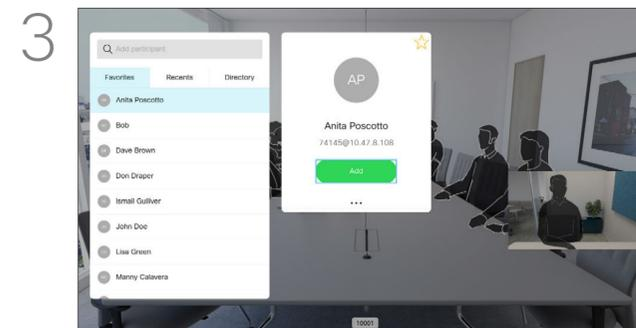 3
Add participant
Favorites Recents Directory
Anita Poscotto
Bob
Dave Brown
Don Draper
Ismail Gulliver
John Doe
Lisa Green
Manny Calavera
AP
Anita Poscotto
74145@10.47.8.108
Add
10001